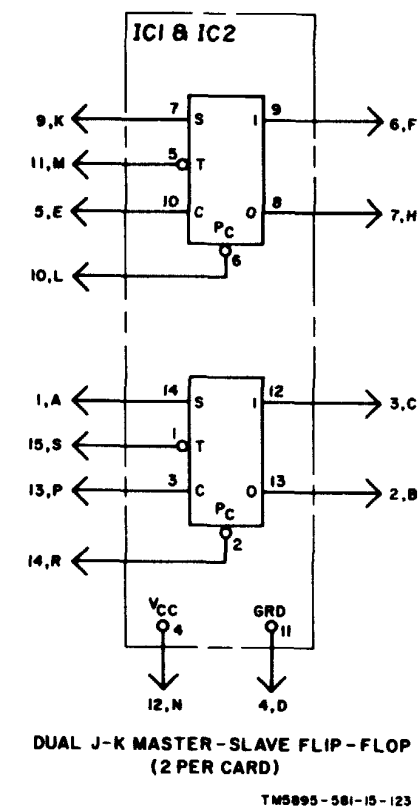 IC1 & IC2
7 S 1 9
9,K 6,F
11,M 5 T
5,E 10 C 0 8 7,H
PC
10,L 6
14 S 1 12
1,A 3,C
15,S 1 T
13,P 3 C 0 13 2,B
PC
14,R 2
VCC GRD
4 11
12,N 4,D
DUAL J-K MASTER-SLAVE FLIP-FLOP
(2 PER CARD)
TM5895-581-15-123